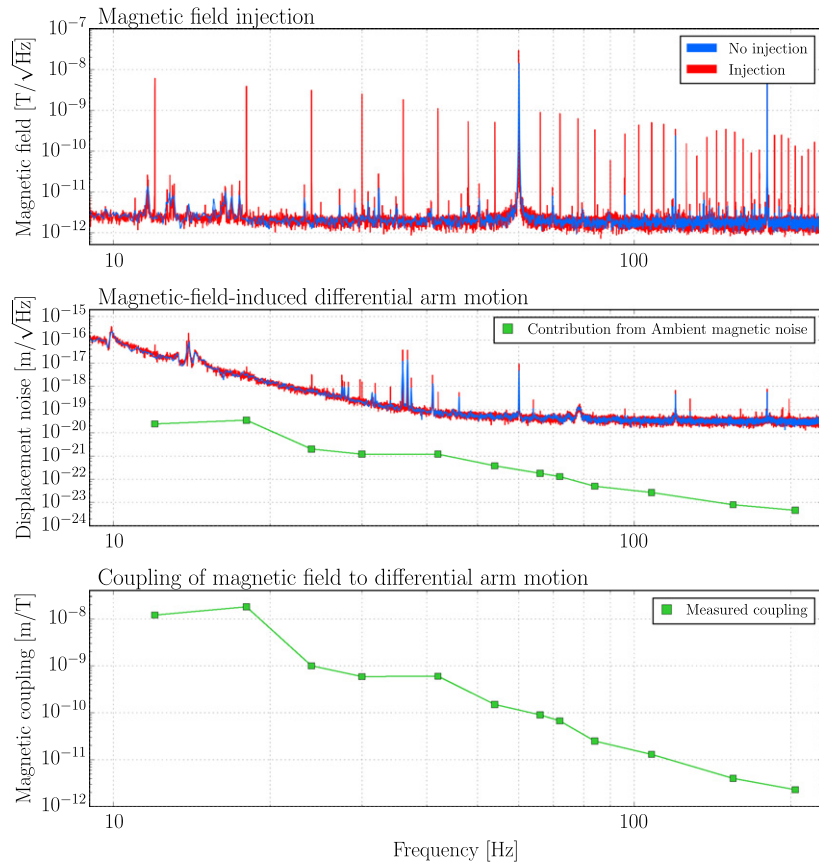 Magnetic field injection
Magnetic field [T/√Hz]
10⁻⁷
10⁻⁸
10⁻⁹
10⁻¹⁰
10⁻¹¹
10⁻¹²
No injection
Injection
10
100
Magnetic-field-induced differential arm motion
Displacement noise [m/√Hz]
10⁻¹⁵
10⁻¹⁶
10⁻¹⁷
10⁻¹⁸
10⁻¹⁹
10⁻²⁰
10⁻²¹
10⁻²²
10⁻²³
10⁻²⁴
Contribution from Ambient magnetic noise
10
100
Coupling of magnetic field to differential arm motion
Magnetic coupling [m/T]
10⁻⁸
10⁻⁹
10⁻¹⁰
10⁻¹¹
10⁻¹²
Measured coupling
10
100
Frequency [Hz]